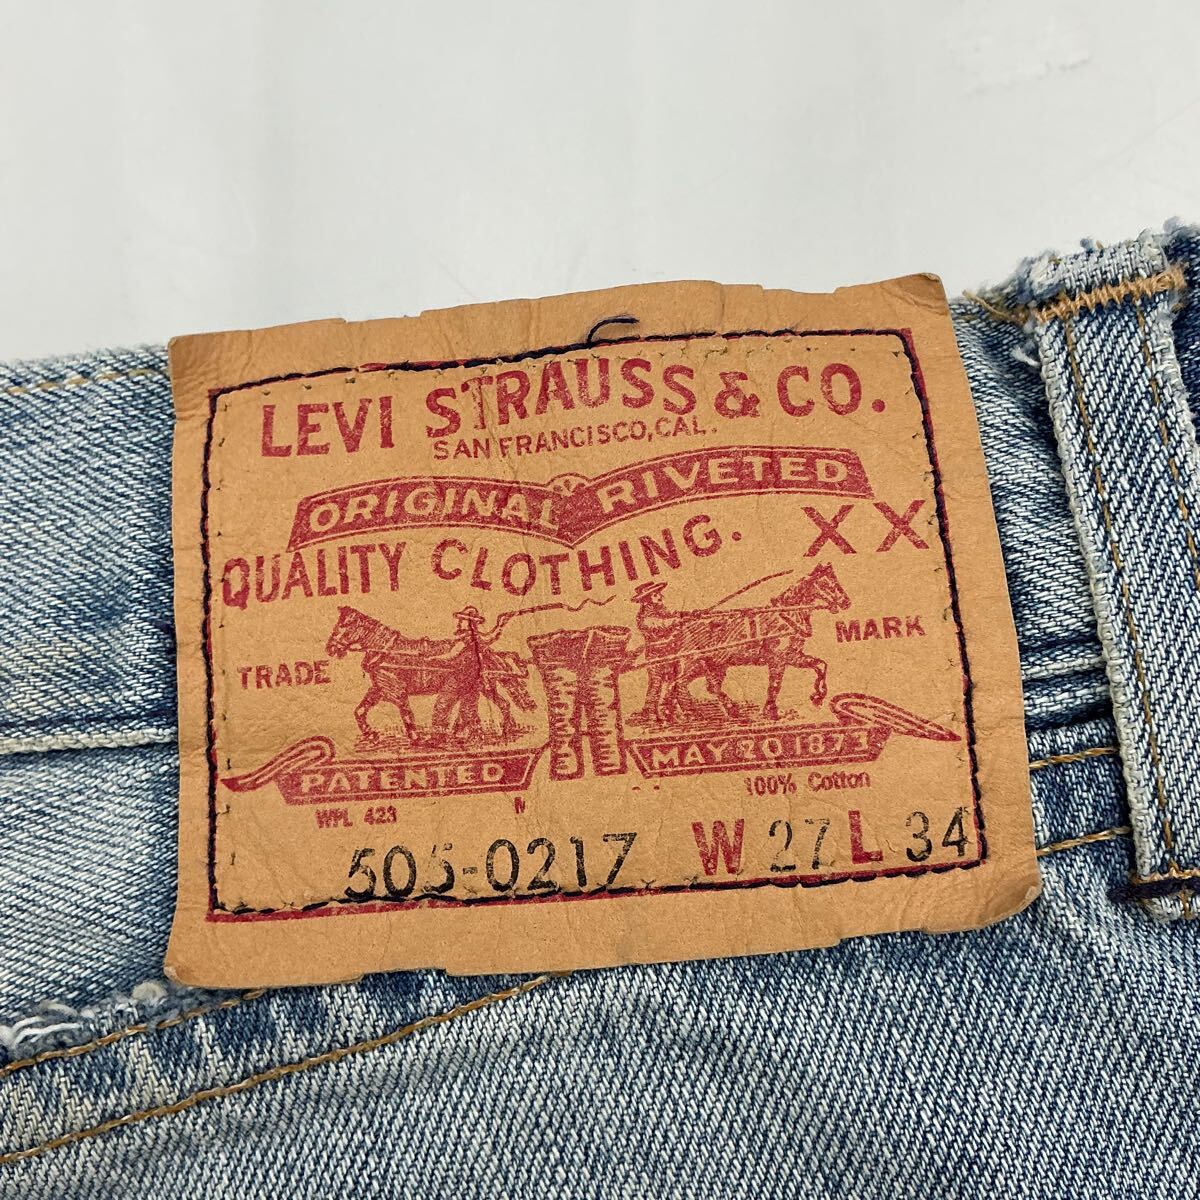 LEVI STRAUSS & CO.
SAN FRANCISCO, CAL.
ORIGINAL RIVETED
QUALITY CLOTHING. XX
TRADE MARK
PATENTED MAY 20 1873
WPL 423 100% Cotton
505-0217 W 27 L 34